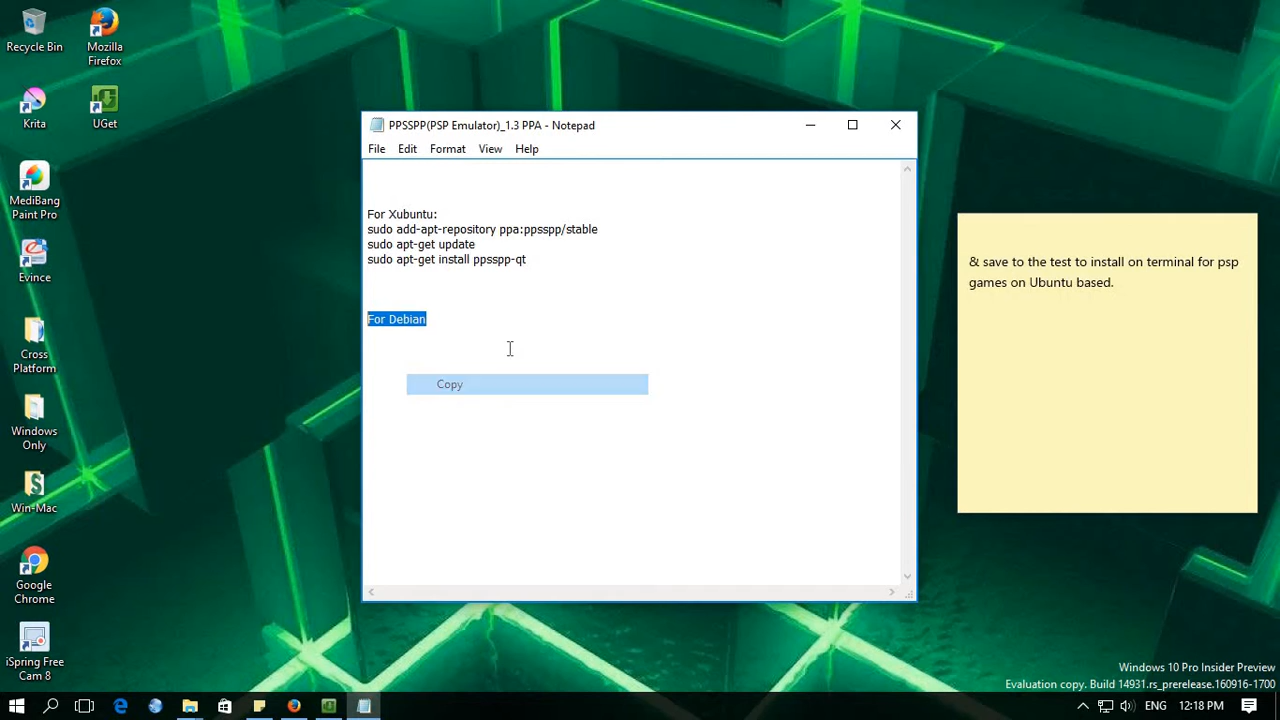 Recycle Bin
Mozilla
Firefox
Krita
UGet
MediBang
Paint Pro
Evince
Cross
Platform
Windows
Only
Win-Mac
Google
Chrome
iSpring Free
Cam 8
PPSSPP(PSP Emulator)_1.3 PPA - Notepad
File Edit Format View Help
For Xubuntu:
sudo add-apt-repository ppa:ppsspp/stable
sudo apt-get update
sudo apt-get install ppsspp-qt
For Debian
Copy
& save to the test to install on terminal for psp
games on Ubuntu based.
Windows 10 Pro Insider Preview
Evaluation copy. Build 14931.rs_prerelease.160916-1700
ENG 12:18 PM